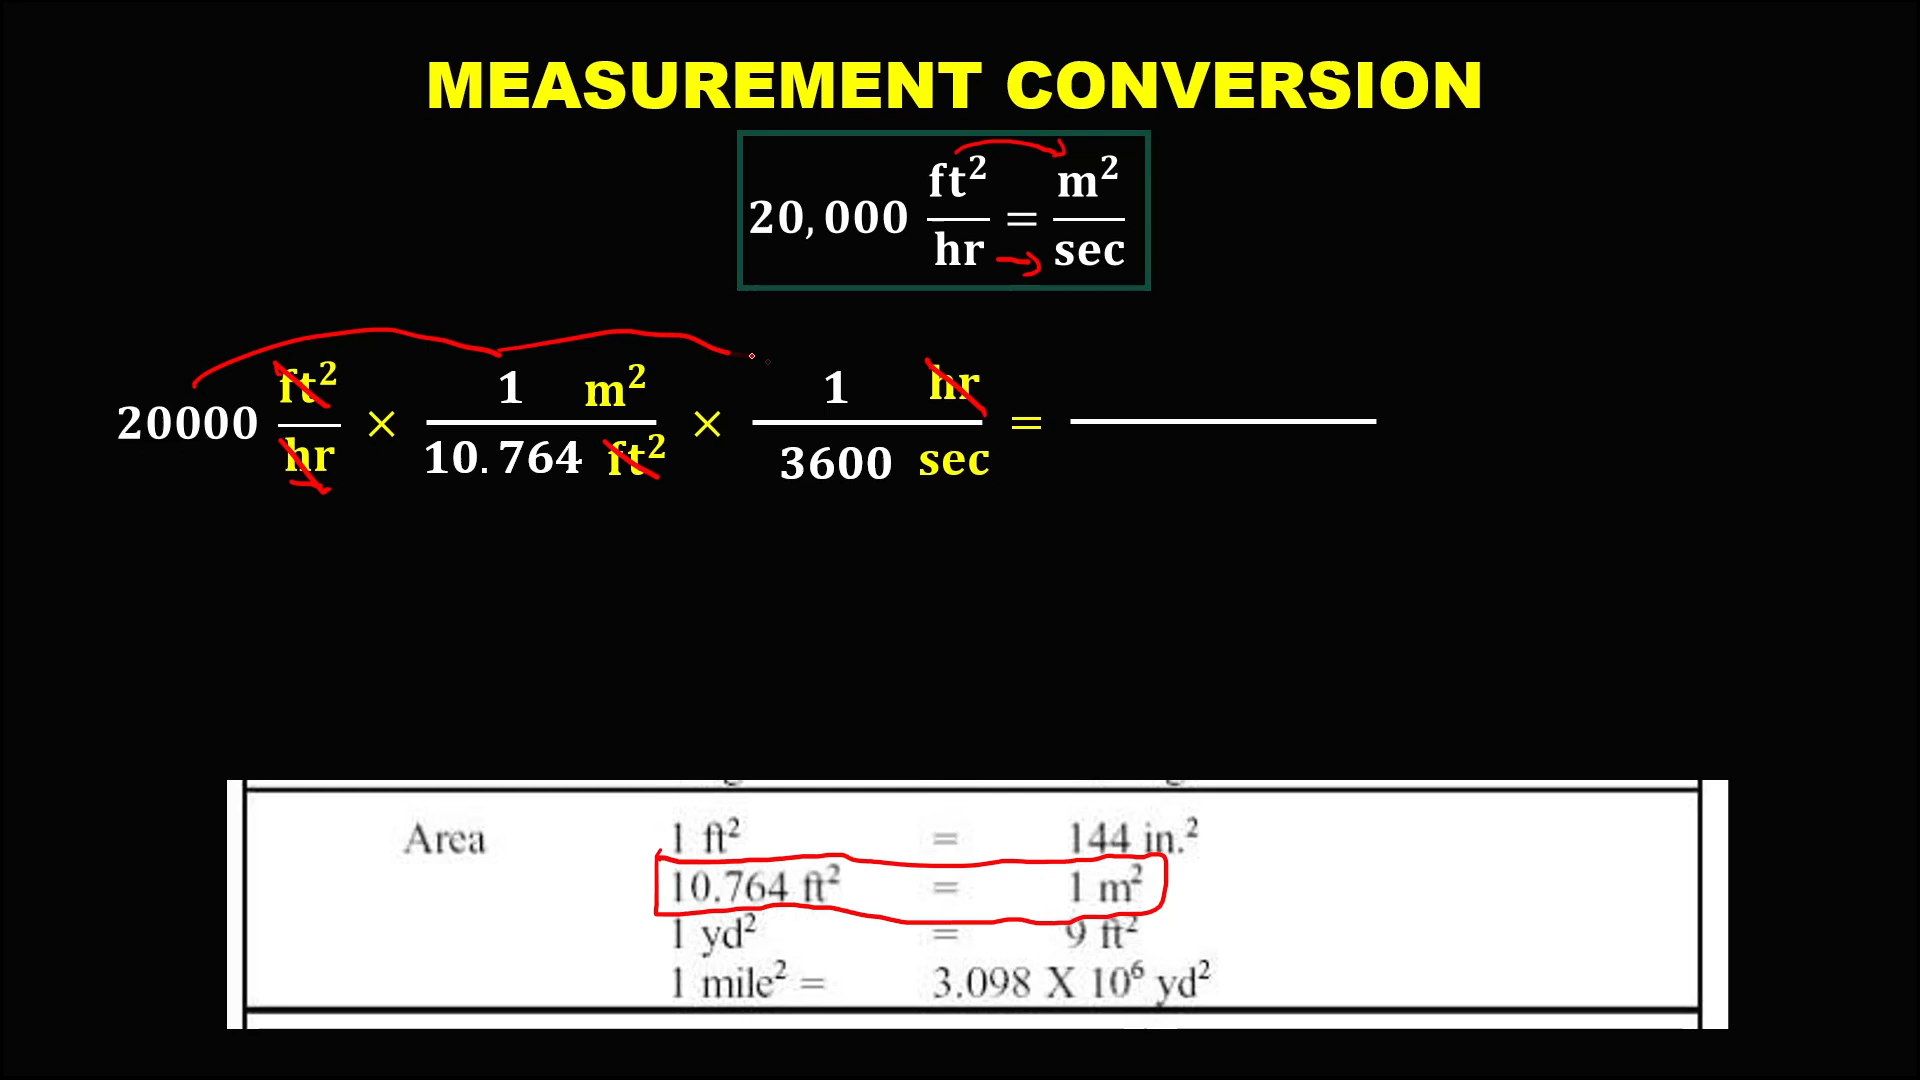 MEASUREMENT CONVERSION
20,000 ft²/hr = m²/sec
20000 ft²/hr × 1 m²/10.764 ft² × 1 hr/3600 sec =
Area 1 ft² = 144 in.²
10.764 ft² = 1 m²
1 yd² = 9 ft²
1 mile² = 3.098 X 10⁶ yd²